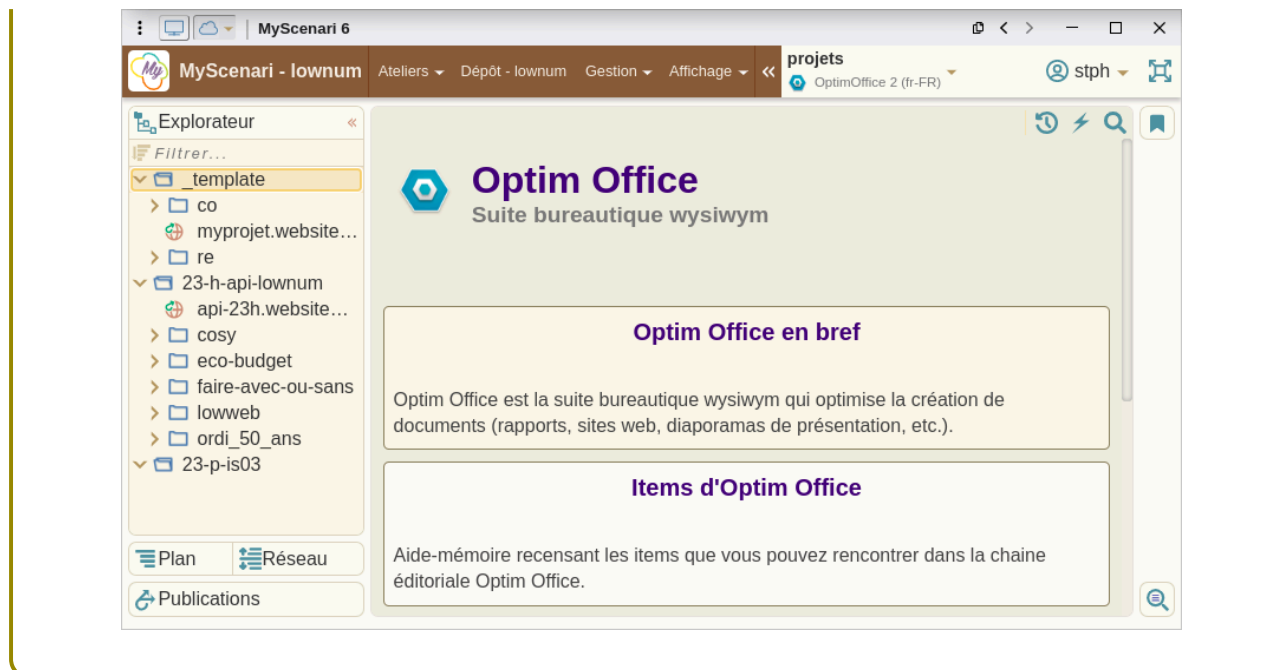 MyScenari 6
My MyScenari - lownum Ateliers Dépôt - lownum Gestion Affichage « projets
OptimOffice 2 (fr-FR)
stph
Explorateur «
Filtrer...
_template
co
myprojet.website...
re
23-h-api-lownum
api-23h.website...
cosy
eco-budget
faire-avec-ou-sans
lowweb
ordi_50_ans
23-p-is03
Plan Réseau
Publications
Optim Office
Suite bureautique wysiwym
Optim Office en bref
Optim Office est la suite bureautique wysiwym qui optimise la création de
documents (rapports, sites web, diaporamas de présentation, etc.).
Items d'Optim Office
Aide-mémoire recensant les items que vous pouvez rencontrer dans la chaine
éditoriale Optim Office.